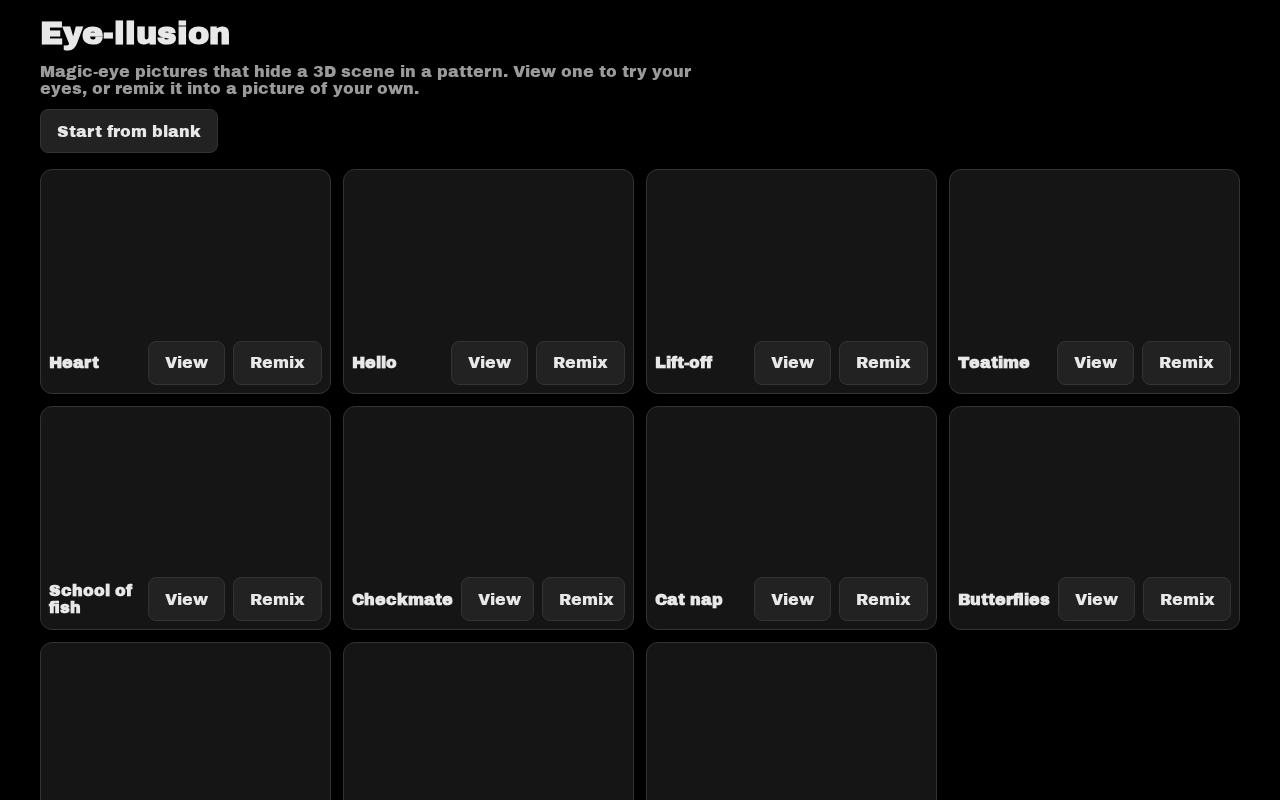 Eye-llusion
Magic-eye pictures that hide a 3D scene in a pattern. View one to try your
eyes, or remix it into a picture of your own.
Start from blank
Heart View Remix
Hello View Remix
Lift-off View Remix
Teatime View Remix
School of
fish View Remix
Checkmate View Remix
Cat nap View Remix
Butterflies View Remix